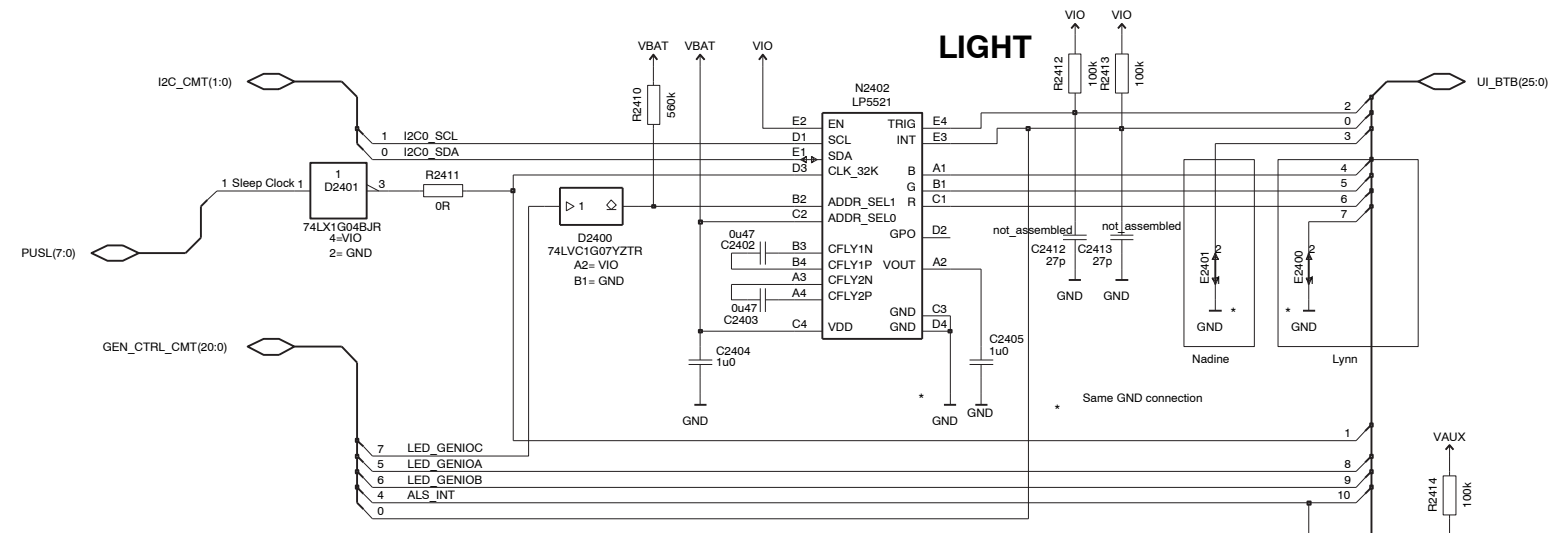 LIGHT
VIO
VIO
R2412
100k
R2413
100k
VBAT
VBAT
VIO
I2C_CMT(1:0)
UI_BTB(25:0)
R2410
560k
N2402
LP5521
1 I2C0_SCL
0 I2C0_SDA
E2 EN
D1 SCL
E1 SDA
D3 CLK_32K
B2 ADDR_SEL1
C2 ADDR_SEL0
B3 CFLY1N
B4 CFLY1P
A3 CFLY2N
A4 CFLY2P
C4 VDD
TRIG E4
INT E3
B A1
G B1
R C1
GPO D2
VOUT A2
GND C3
GND D4
2
0
3
4
5
6
7
1 Sleep Clock 1
1
D2401
3
74LX1G04BJR
4=VIO
2= GND
R2411
0R
PUSL(7:0)
1
D2400
74LVC1G07YZTR
A2= VIO
B1= GND
0u47
C2402
0u47
C2403
C2404
1u0
GND
* GND
C2405
1u0
GND
not_assembled
C2412
27p
GND
not_assembled
C2413
27p
GND
E2401
2
1
GND *
Nadine
E2400
2
1
* GND
Lynn
* Same GND connection
GEN_CTRL_CMT(20:0)
7 LED_GENIOC
5 LED_GENIOA
6 LED_GENIOB
4 ALS_INT
0
1
8
9
10
VAUX
R2414
100k